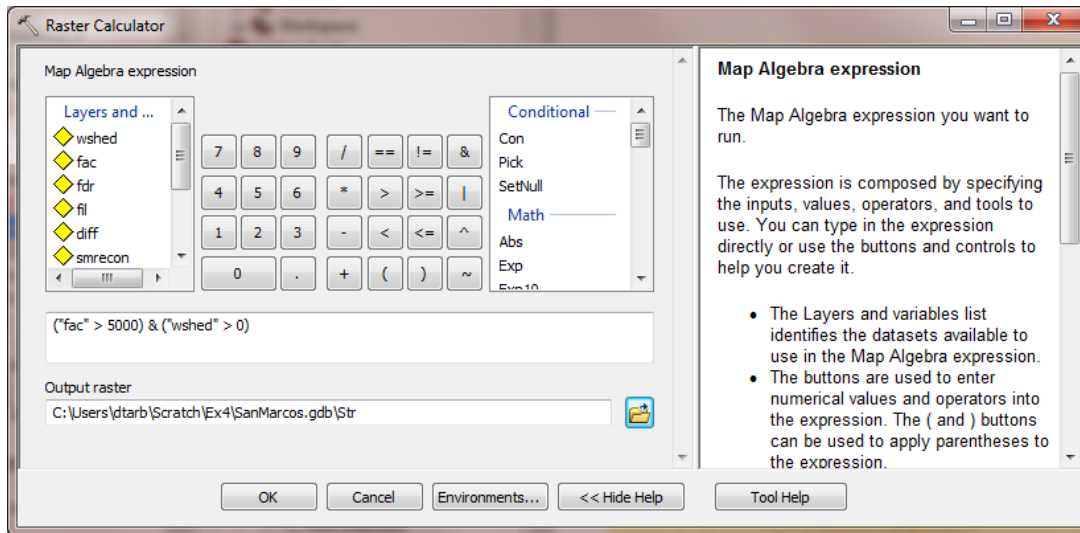 Raster Calculator
Map Algebra expression
Layers and ...
wshed
fac
fdr
fil
diff
smrecon
7 8 9 / == != &
4 5 6 * > >= |
1 2 3 - < <= ^
0 . + ( ) ~
Conditional
Con
Pick
SetNull
Math
Abs
Exp
Exp10
("fac" > 5000) & ("wshed" > 0)
Output raster
C:\Users\dtarb\Scratch\Ex4\SanMarcos.gdb\Str
OK
Cancel
Environments...
<< Hide Help
Tool Help
Map Algebra expression
The Map Algebra expression you want to
run.
The expression is composed by specifying
the inputs, values, operators, and tools to
use. You can type in the expression
directly or use the buttons and controls to
help you create it.
• The Layers and variables list
identifies the datasets available to
use in the Map Algebra expression.
• The buttons are used to enter
numerical values and operators into
the expression. The ( and ) buttons
can be used to apply parentheses to
the expression.